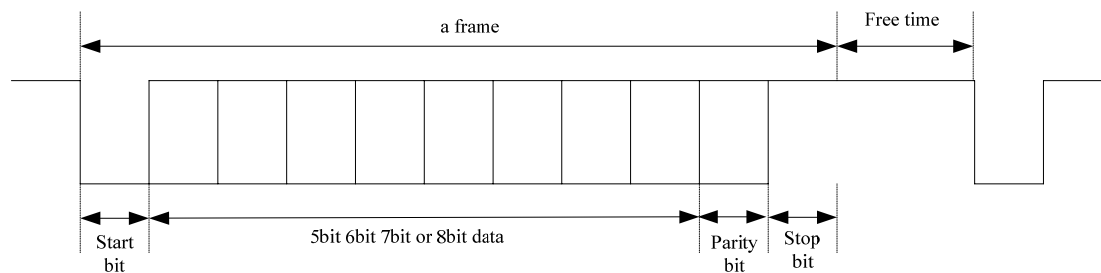 a frame
Free time
Start
bit
5bit 6bit 7bit or 8bit data
Parity
bit
Stop
bit